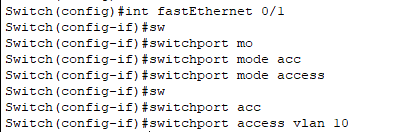 Switch(config)#int fastEthernet 0/1
Switch(config-if)#sw
Switch(config-if)#switchport mo
Switch(config-if)#switchport mode acc
Switch(config-if)#switchport mode access
Switch(config-if)#sw
Switch(config-if)#switchport acc
Switch(config-if)#switchport access vlan 10